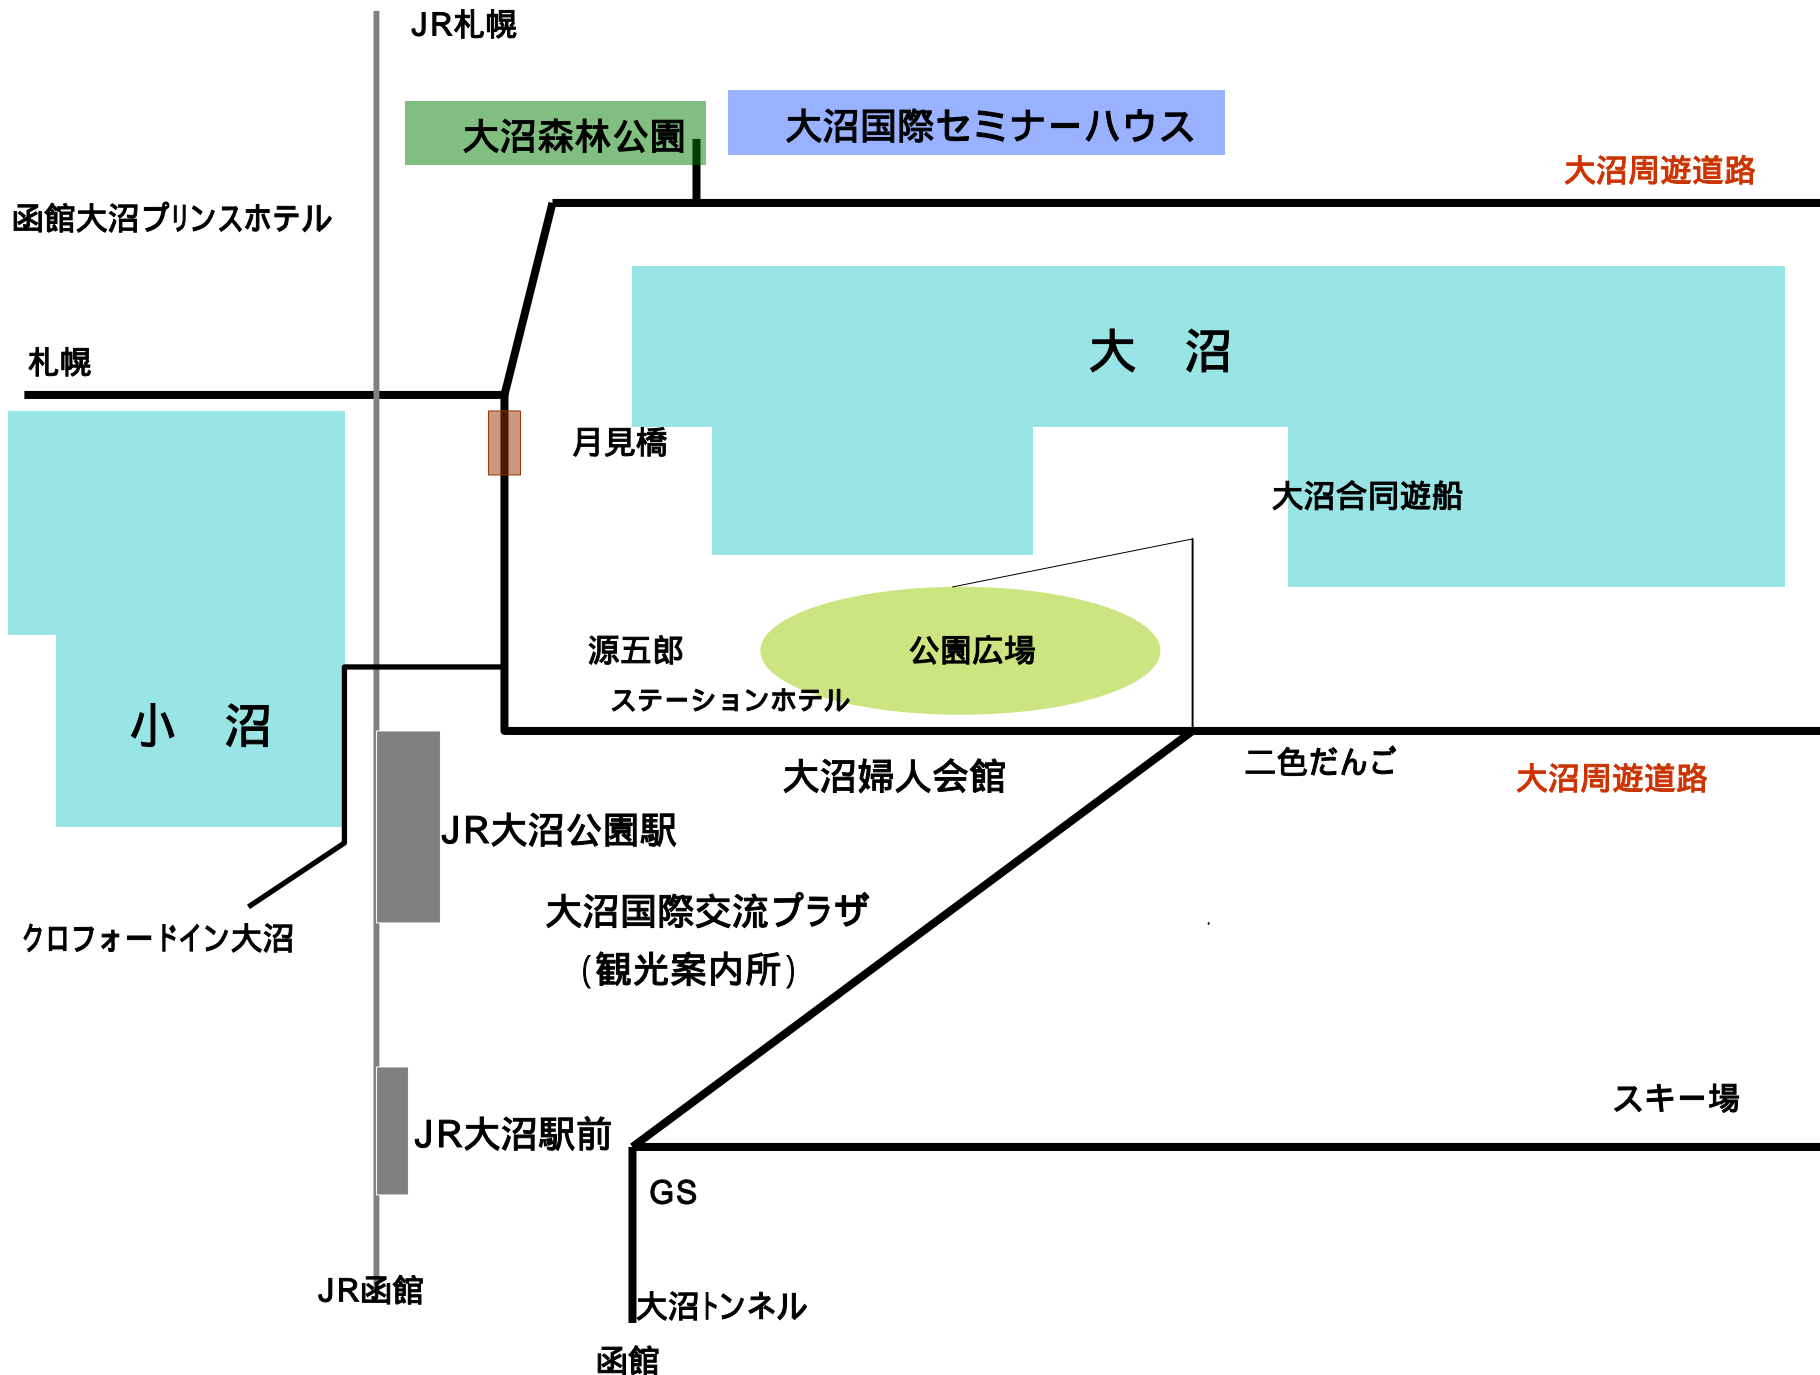 JR札幌
大沼森林公園
大沼国際セミナーハウス
大沼周遊道路
函館大沼プリンスホテル
大　沼
札幌
月見橋
大沼合同遊船
源五郎
公園広場
ステーションホテル
小　沼
大沼婦人会館
二色だんご
大沼周遊道路
JR大沼公園駅
大沼国際交流プラザ
（観光案内所）
クロフォードイン大沼
スキー場
JR大沼駅前
GS
JR函館
大沼トンネル
函館